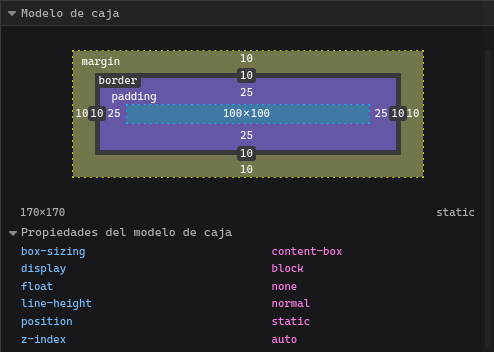 Modelo de caja
10
margin
10
border
25
padding
10 10 25 100×100 25 10 10
25
10
10
170×170 static
Propiedades del modelo de caja
box-sizing content-box
display block
float none
line-height normal
position static
z-index auto